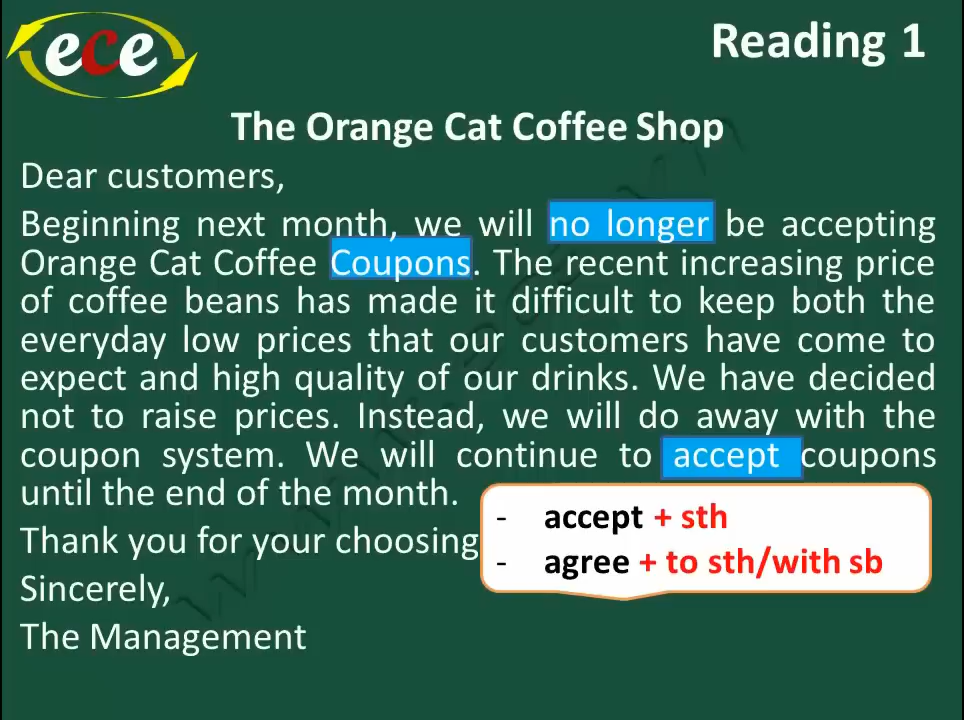 ece
Reading 1
The Orange Cat Coffee Shop
Dear customers,
Beginning next month, we will no longer be accepting
Orange Cat Coffee Coupons. The recent increasing price
of coffee beans has made it difficult to keep both the
everyday low prices that our customers have come to
expect and high quality of our drinks. We have decided
not to raise prices. Instead, we will do away with the
coupon system. We will continue to accept coupons
until the end of the month.
- accept + sth
Thank you for your choosing
- agree + to sth/with sb
Sincerely,
The Management